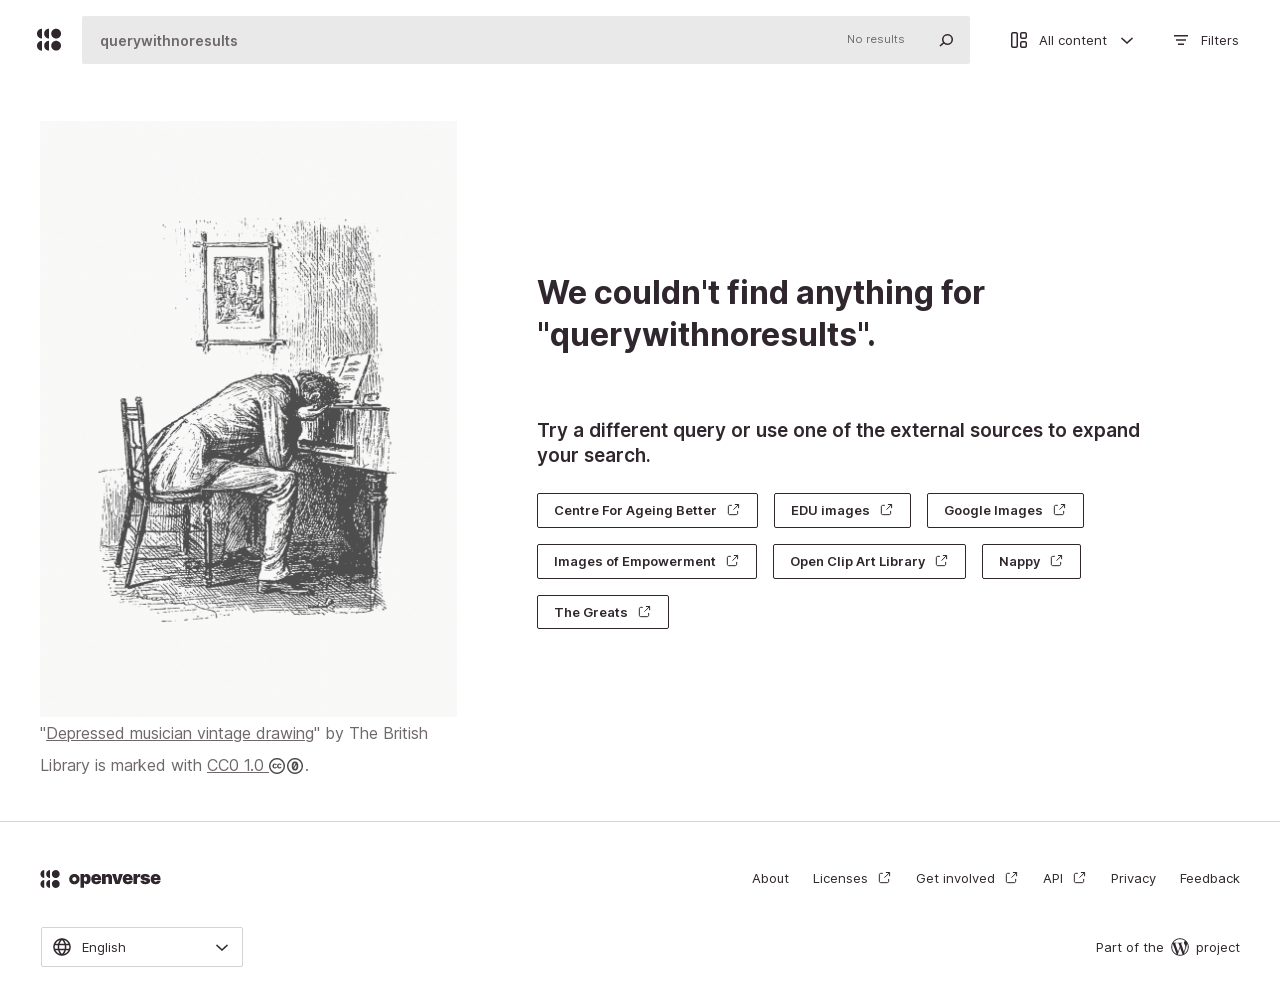 querywithnoresults
No results
All content
Filters
We couldn't find anything for
"querywithnoresults".
Try a different query or use one of the external sources to expand
your search.
Centre For Ageing Better
EDU images
Google Images
Images of Empowerment
Open Clip Art Library
Nappy
The Greats
"Depressed musician vintage drawing" by The British
Library is marked with CC0 1.0 .
openverse
About
Licenses
Get involved
API
Privacy
Feedback
English
Part of the
project